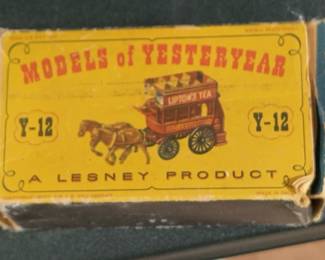 MODELS of YESTERYEAR
LIPTON'S TEA
Y-12
Y-12
A LESNEY PRODUCT